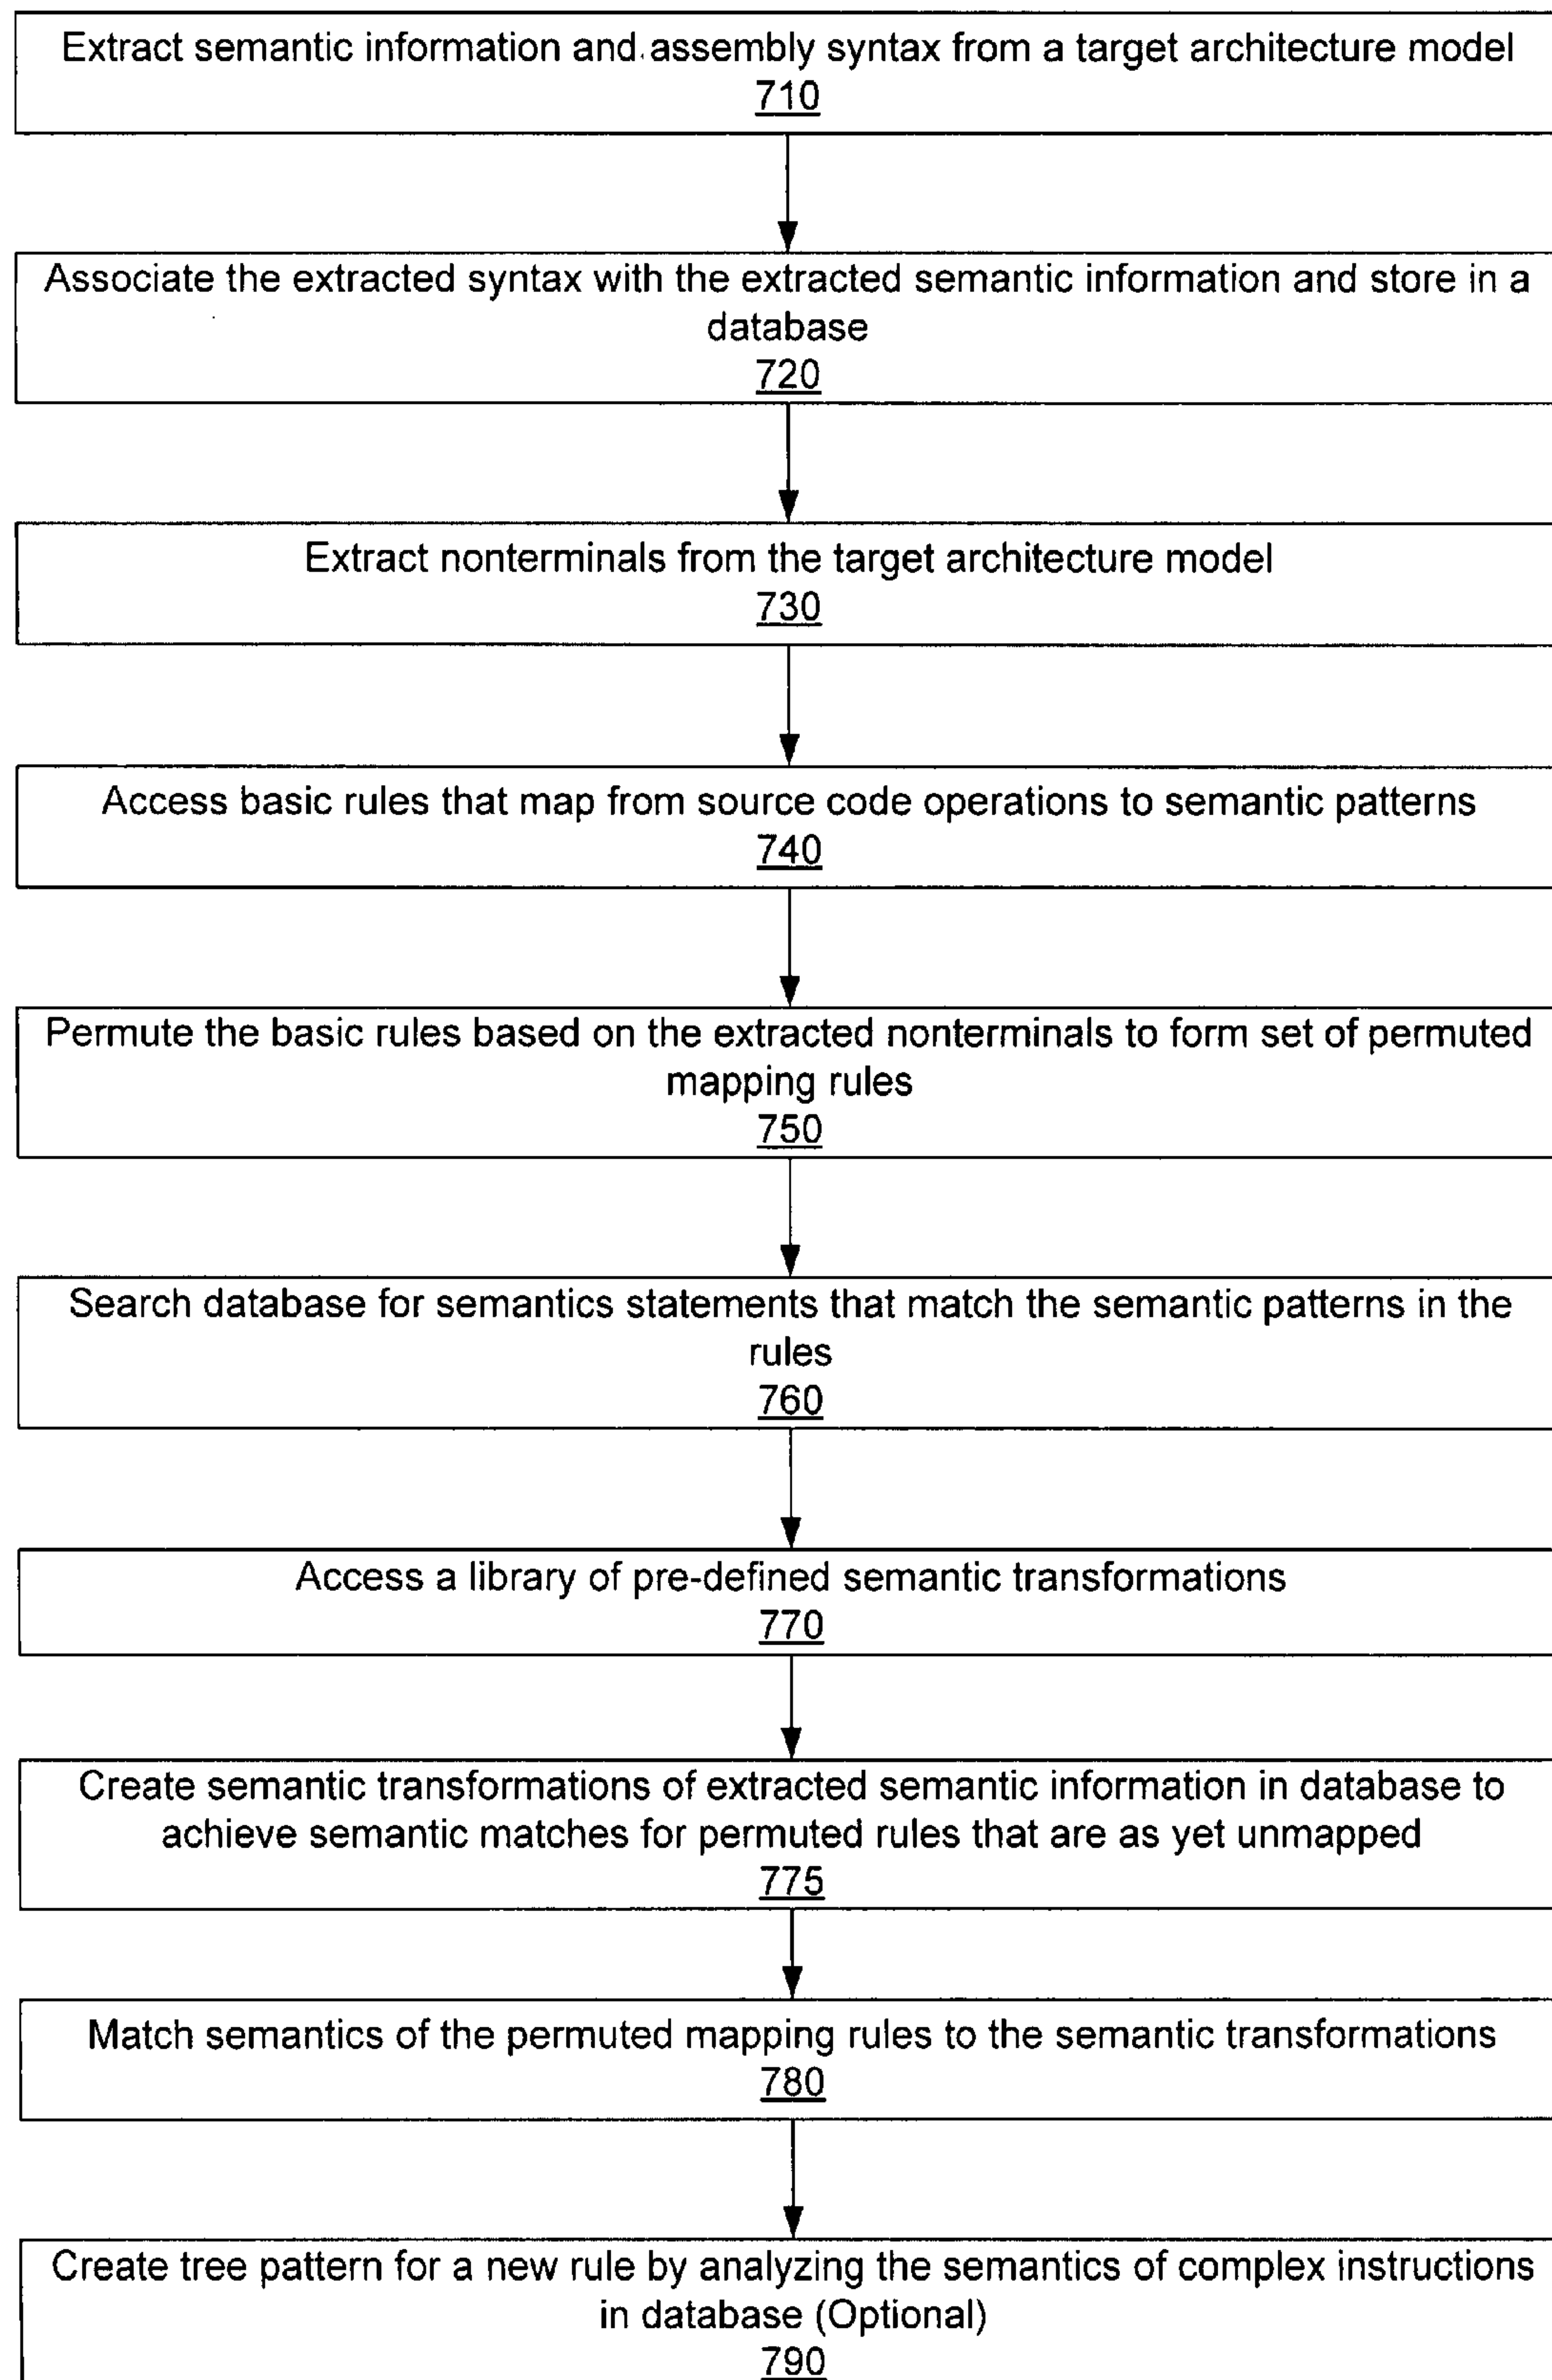 Extract semantic information and assembly syntax from a target architecture model
710
Associate the extracted syntax with the extracted semantic information and store in a
database
720
Extract nonterminals from the target architecture model
730
Access basic rules that map from source code operations to semantic patterns
740
Permute the basic rules based on the extracted nonterminals to form set of permuted
mapping rules
750
Search database for semantics statements that match the semantic patterns in the
rules
760
Access a library of pre-defined semantic transformations
770
Create semantic transformations of extracted semantic information in database to
achieve semantic matches for permuted rules that are as yet unmapped
775
Match semantics of the permuted mapping rules to the semantic transformations
780
Create tree pattern for a new rule by analyzing the semantics of complex instructions
in database (Optional)
790